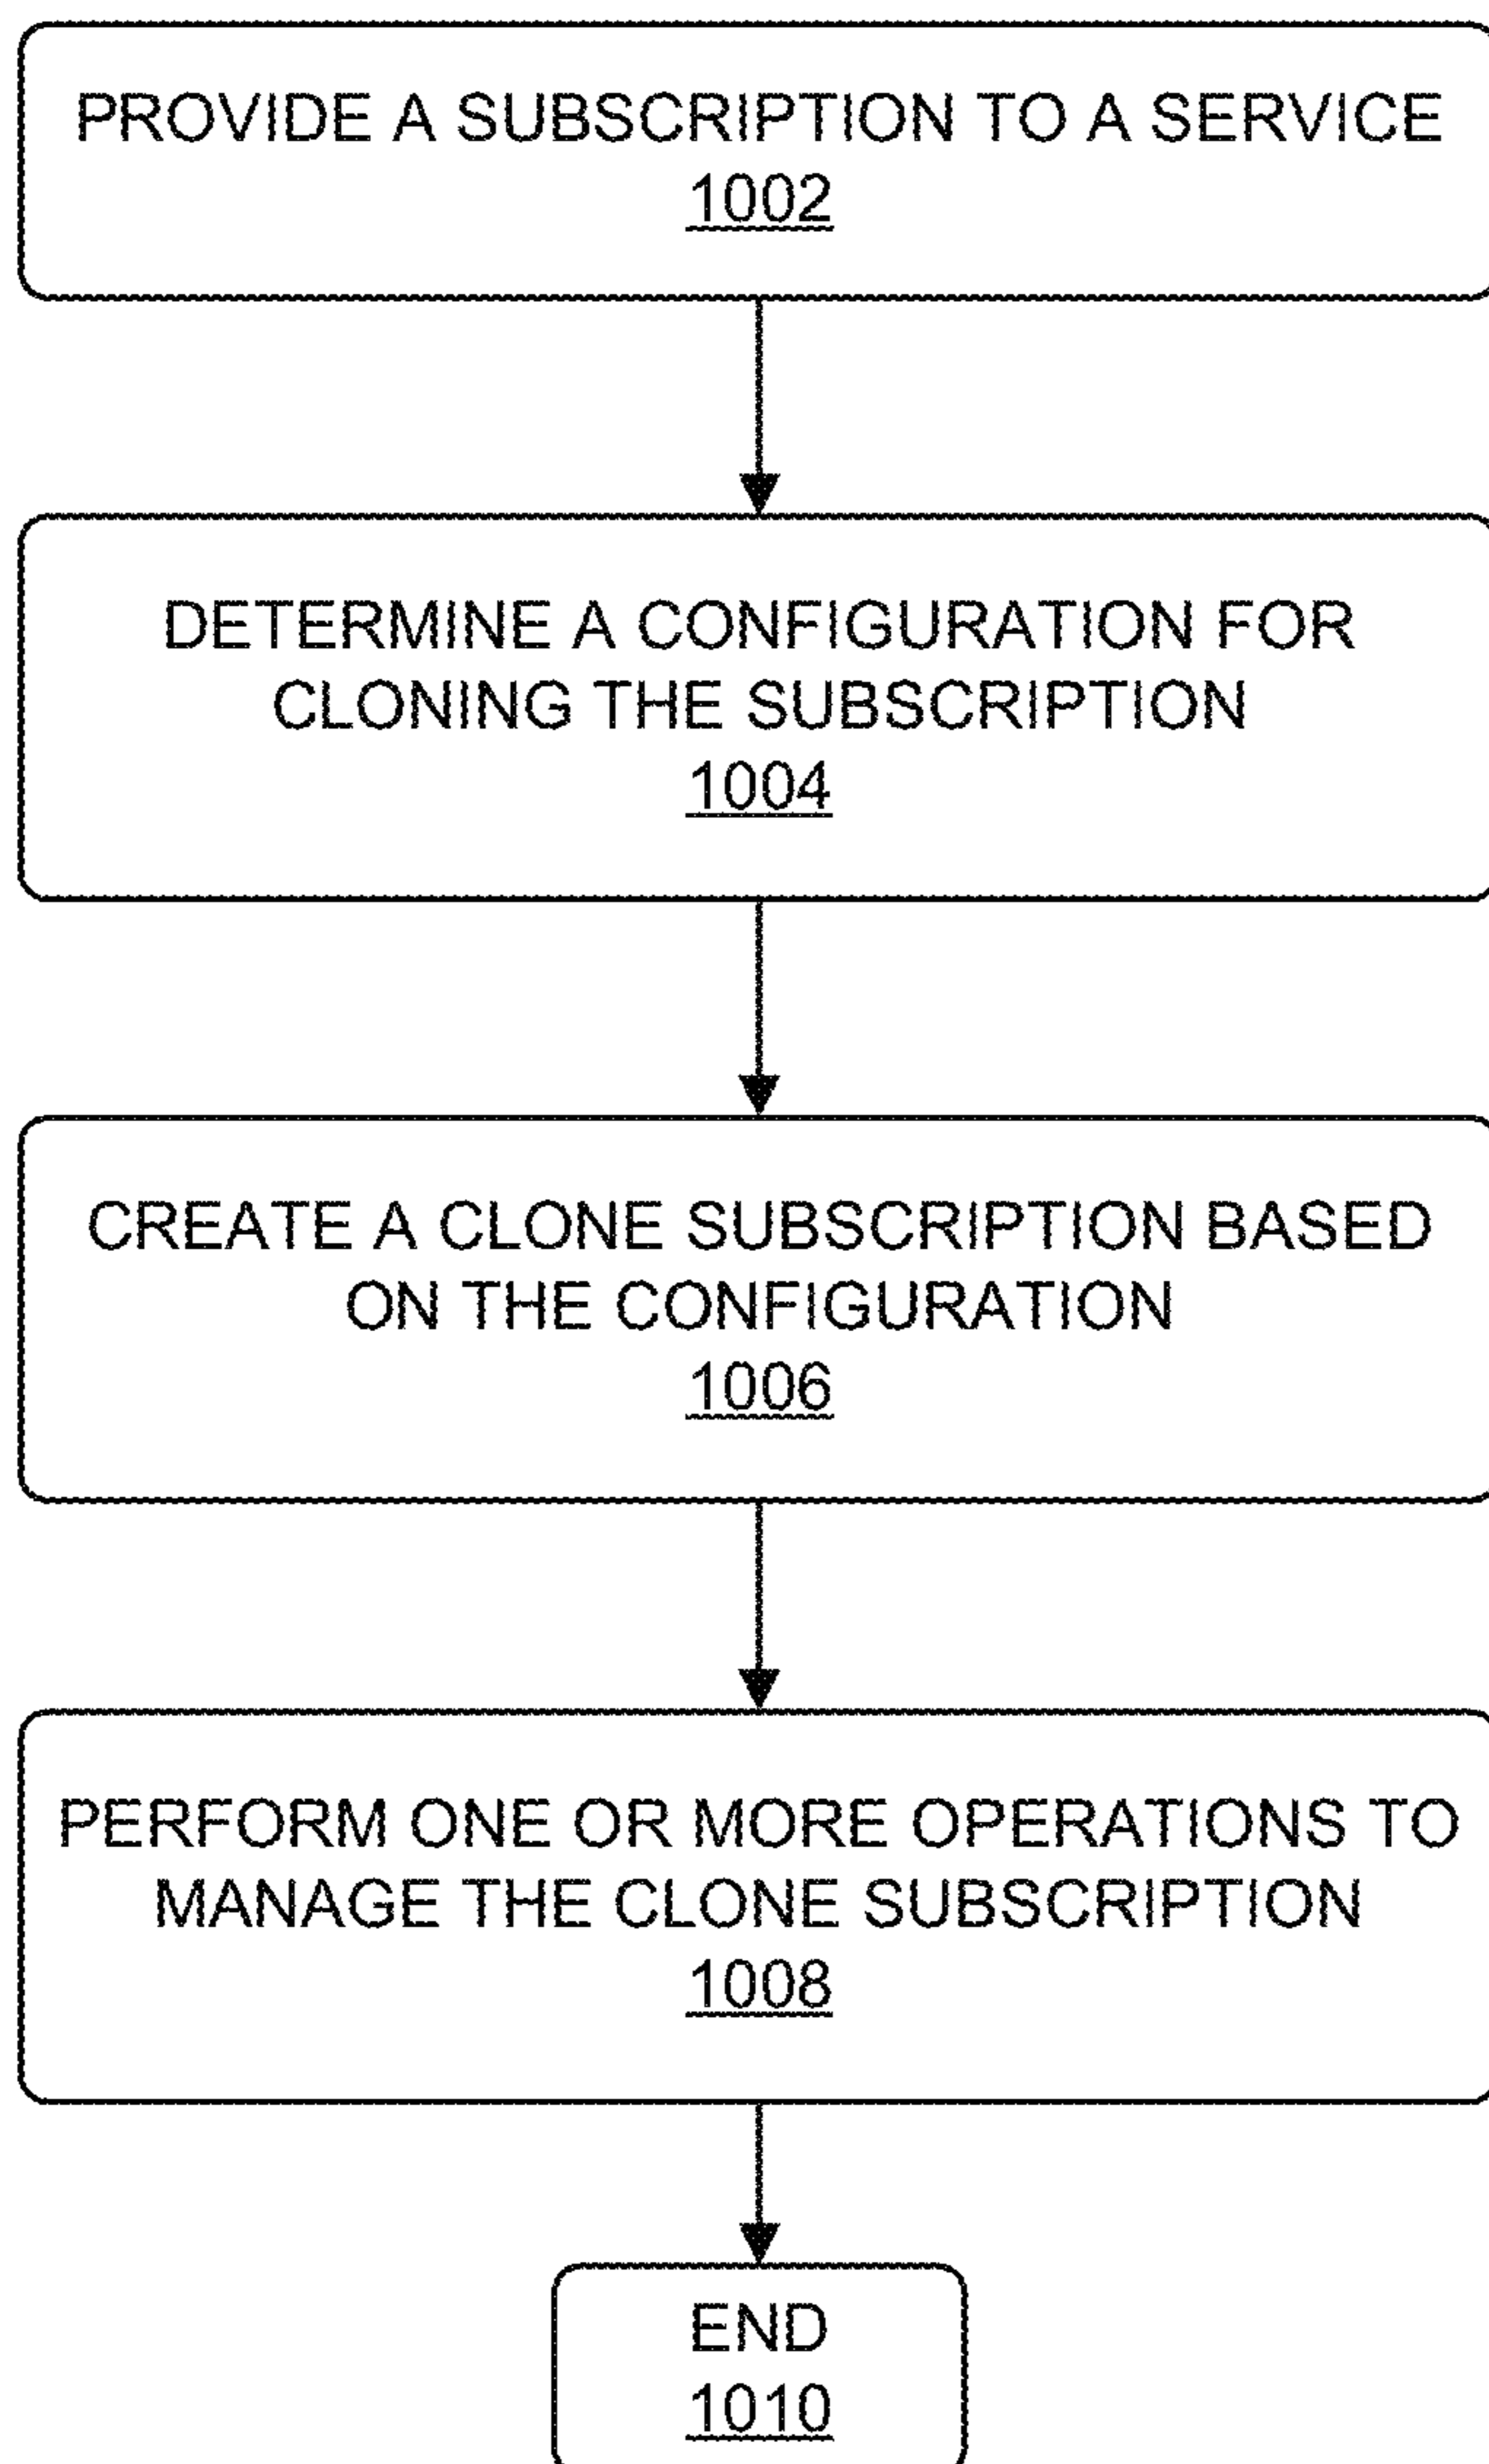 PROVIDE A SUBSCRIPTION TO A SERVICE
1002
DETERMINE A CONFIGURATION FOR
CLONING THE SUBSCRIPTION
1004
CREATE A CLONE SUBSCRIPTION BASED
ON THE CONFIGURATION
1006
PERFORM ONE OR MORE OPERATIONS TO
MANAGE THE CLONE SUBSCRIPTION
1008
END
1010